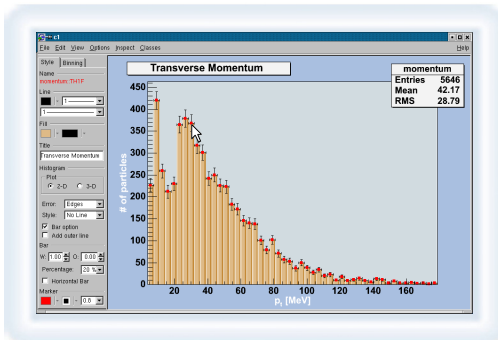 c1
File Edit View Options Inspect Classes Help
Style Binning
Name
momentum::TH1F
Line
1
1
Fill
Title
Transverse Momentum
Histogram
Plot
2-D 3-D
Error: Edges
Style: No Line
Bar option
Add outer line
Bar
W: 1.00 O: 0.00
Percentage: 20 %
Horizontal Bar
Marker
0.8
Transverse Momentum
momentum
Entries 5646
Mean 42.17
RMS 28.79
# of particles
450
400
350
300
250
200
150
100
50
0
20 40 60 80 100 120 140 160
pt [MeV]